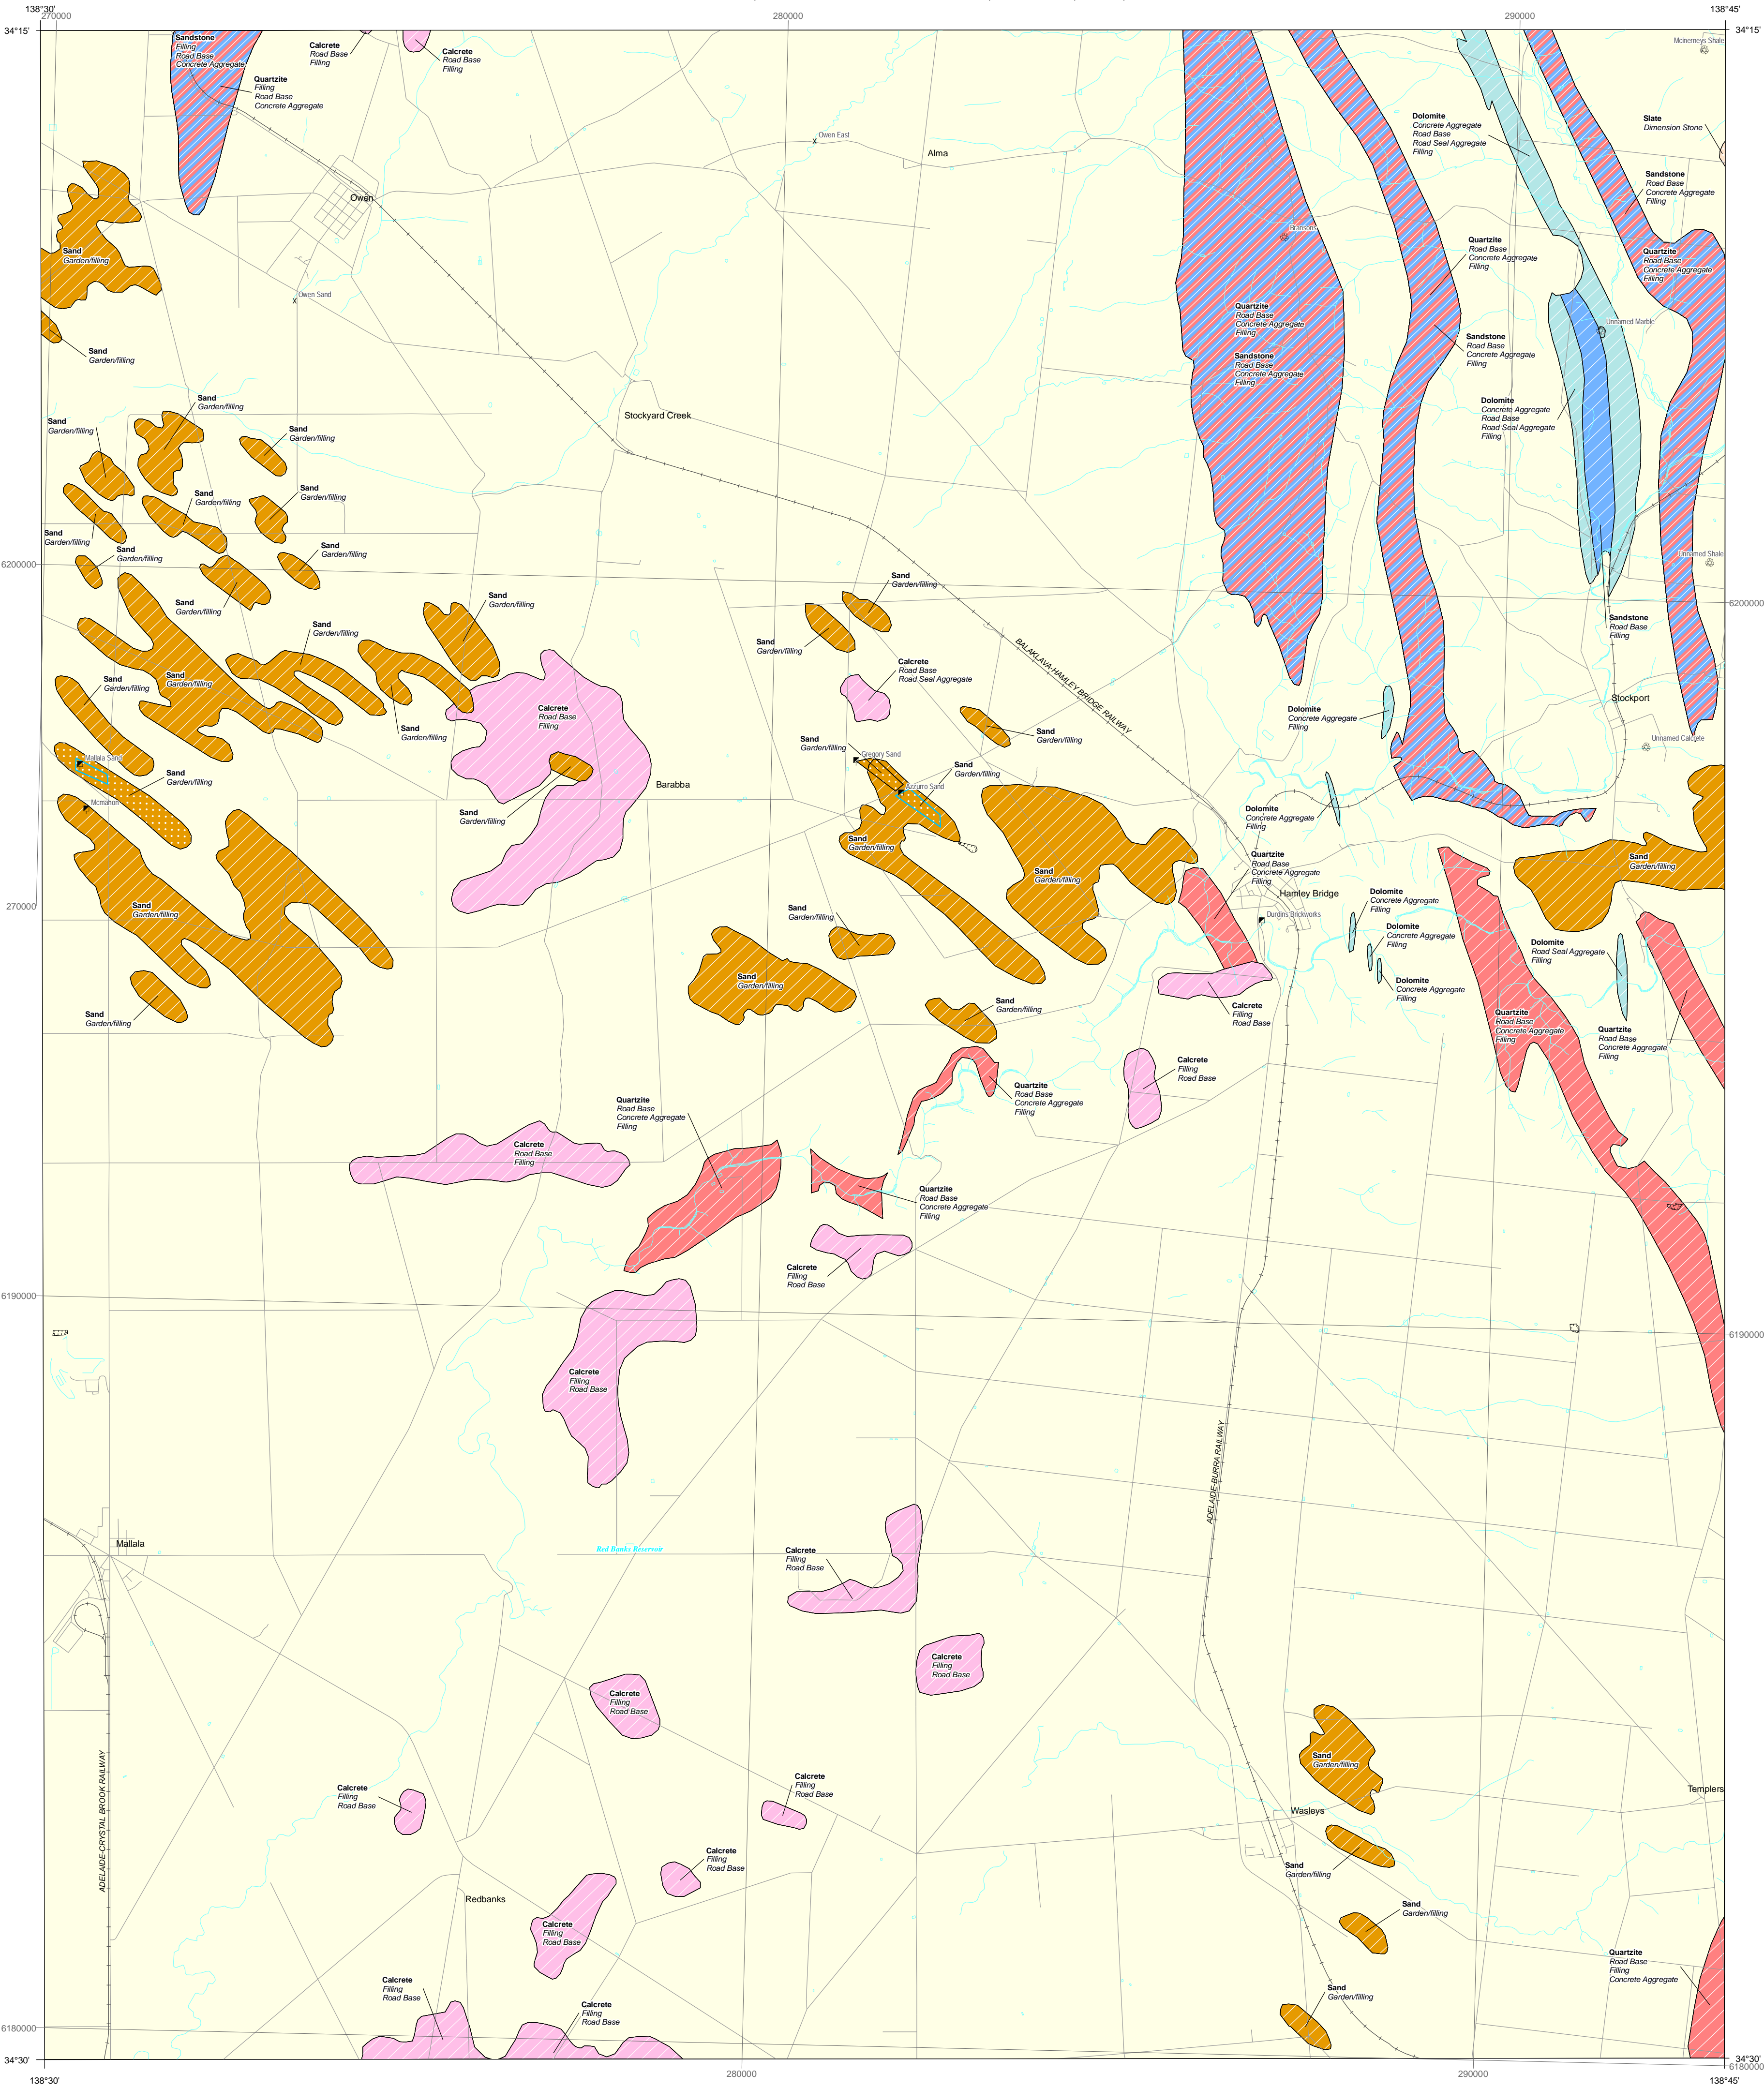 138°30'
270000
280000
290000
138°45'
34°15'
34°15'
Sandstone
Filling
Road Base
Concrete Aggregate
Quartzite
Filling
Road Base
Concrete Aggregate
Calcrete
Road Base
Filling
Calcrete
Road Base
Filling
Mcinerneys Shale
Owen East
Alma
Dolomite
Concrete Aggregate
Road Base
Road Seal Aggregate
Filling
Slate
Dimension Stone
Sandstone
Road Base
Concrete Aggregate
Filling
Owen
Bransons
Sand
Garden/filling
Quartzite
Road Base
Concrete Aggregate
Filling
Quartzite
Road Base
Concrete Aggregate
Filling
Owen Sand
Quartzite
Road Base
Concrete Aggregate
Filling
Unnamed Marble
Sandstone
Road Base
Concrete Aggregate
Filling
Sand
Garden/filling
Sandstone
Road Base
Concrete Aggregate
Filling
Dolomite
Concrete Aggregate
Road Base
Road Seal Aggregate
Filling
Sand
Garden/filling
Stockyard Creek
Sand
Garden/filling
Sand
Garden/filling
Sand
Garden/filling
Sand
Garden/filling
Sand
Garden/filling
Sand
Garden/filling
Sand
Garden/filling
Unnamed Shale
6200000
Sand
Garden/filling
Sand
Garden/filling
Sand
Garden/filling
6200000
Sandstone
Road Base
Filling
Sand
Garden/filling
Sand
Garden/filling
BALAKLAVA-HAMLEY BRIDGE RAILWAY
Calcrete
Road Base
Road Seal Aggregate
Sand
Garden/filling
Sand
Garden/filling
Stockport
Calcrete
Road Base
Filling
Dolomite
Concrete Aggregate
Filling
Sand
Garden/filling
Sand
Garden/filling
Sand
Garden/filling
Unnamed Calcrete
Gregory Sand
Mallala Sand
Sand
Garden/filling
Sand
Garden/filling
Barabba
Azzurro Sand
Mcmahon
Sand
Garden/filling
Dolomite
Concrete Aggregate
Filling
Sand
Garden/filling
Quartzite
Road Base
Concrete Aggregate
Filling
Sand
Garden/filling
Sand
Garden/filling
Hamley Bridge
Dolomite
Concrete Aggregate
Filling
270000
Sand
Garden/filling
Sand
Garden/filling
Durdins Brickworks
Dolomite
Concrete Aggregate
Filling
Dolomite
Road Seal Aggregate
Filling
Sand
Garden/filling
Dolomite
Concrete Aggregate
Filling
Sand
Garden/filling
Sand
Garden/filling
Calcrete
Filling
Road Base
Quartzite
Road Base
Concrete Aggregate
Filling
Quartzite
Road Base
Concrete Aggregate
Filling
Calcrete
Filling
Road Base
Quartzite
Road Base
Concrete Aggregate
Filling
Quartzite
Road Base
Concrete Aggregate
Filling
Calcrete
Road Base
Filling
Quartzite
Road Base
Concrete Aggregate
Filling
Calcrete
Filling
Road Base
6190000
6190000
Calcrete
Filling
Road Base
ADELAIDE-BURRA RAILWAY
Mallala
Red Banks Reservoir
Calcrete
Filling
Road Base
Calcrete
Filling
Road Base
Calcrete
Filling
Road Base
Sand
Garden/filling
ADELAIDE-CRYSTAL BROOK RAILWAY
Calcrete
Filling
Road Base
Calcrete
Filling
Road Base
Templers
Wasleys
Calcrete
Filling
Road Base
Sand
Garden/filling
Redbanks
Sand
Garden/filling
Calcrete
Filling
Road Base
Quartzite
Road Base
Filling
Concrete Aggregate
Calcrete
Filling
Road Base
Sand
Garden/filling
Calcrete
Filling
Road Base
6180000
34°30'
34°30'
6180000
138°30'
280000
290000
138°45'